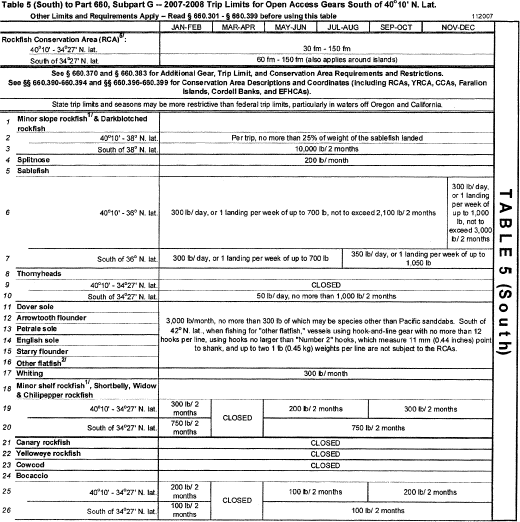 Table 5 (South) to Part 660, Subpart G -- 2007-2008 Trip Limits for Open Access Gears South of 40°10' N. Lat.
Other Limits and Requirements Apply -- Read § 660.301 - § 660.399 before using this table
112007
JAN-FEB MAR-APR MAY-JUN JUL-AUG SEP-OCT NOV-DEC
Rockfish Conservation Area (RCA)6/:
40°10' - 34°27' N. lat. 30 fm - 150 fm
South of 34°27' N. lat. 60 fm - 150 fm (also applies around islands)
See § 660.370 and § 660.383 for Additional Gear, Trip Limit, and Conservation Area Requirements and Restrictions.
See §§ 660.390-660.394 and §§ 660.396-660.399 for Conservation Area Descriptions and Coordinates (including RCAs, YRCA, CCAs, Farallon
Islands, Cordell Banks, and EFHCAs).
State trip limits and seasons may be more restrictive than federal trip limits, particularly in waters off Oregon and California.
1 Minor slope rockfish1/ & Darkblotched
rockfish
2 40°10' - 38° N. lat. Per trip, no more than 25% of weight of the sablefish landed
3 South of 38° N. lat. 10,000 lb/ 2 months
4 Splitnose 200 lb/ month
5 Sablefish
6 40°10' - 36° N. lat. 300 lb/ day, or 1 landing per week of up to 700 lb, not to exceed 2,100 lb/ 2 months
300 lb/ day,
or 1 landing
per week of
up to 1,000
lb, not to
exceed 3,000
lb/ 2 months
7 South of 36° N. lat. 300 lb/ day, or 1 landing per week of up to 700 lb
350 lb/ day, or 1 landing per week of up to
1,050 lb
8 Thornyheads
9 40°10' - 34°27' N. lat. CLOSED
10 South of 34°27' N. lat. 50 lb/ day, no more than 1,000 lb/ 2 months
11 Dover sole
12 Arrowtooth flounder
13 Petrale sole
14 English sole
15 Starry flounder
16 Other flatfish2/
3,000 lb/month, no more than 300 lb of which may be species other than Pacific sanddabs. South of
42° N. lat., when fishing for "other flatfish," vessels using hook-and-line gear with no more than 12
hooks per line, using hooks no larger than "Number 2" hooks, which measure 11 mm (0.44 inches) point
to shank, and up to two 1 lb (0.45 kg) weights per line are not subject to the RCAs.
17 Whiting 300 lb/ month
18 Minor shelf rockfish1/, Shortbelly, Widow
& Chilipepper rockfish
19 40°10' - 34°27' N. lat. 300 lb/ 2
months
CLOSED
200 lb/ 2 months 300 lb/ 2 months
20 South of 34°27' N. lat. 750 lb/ 2
months
750 lb/ 2 months
21 Canary rockfish CLOSED
22 Yelloweye rockfish CLOSED
23 Cowcod CLOSED
24 Bocaccio
25 40°10' - 34°27' N. lat. 200 lb/ 2
months
CLOSED
100 lb/ 2 months 200 lb/ 2 months
26 South of 34°27' N. lat. 100 lb/ 2
months
100 lb/ 2 months
TABLE 5 (South)